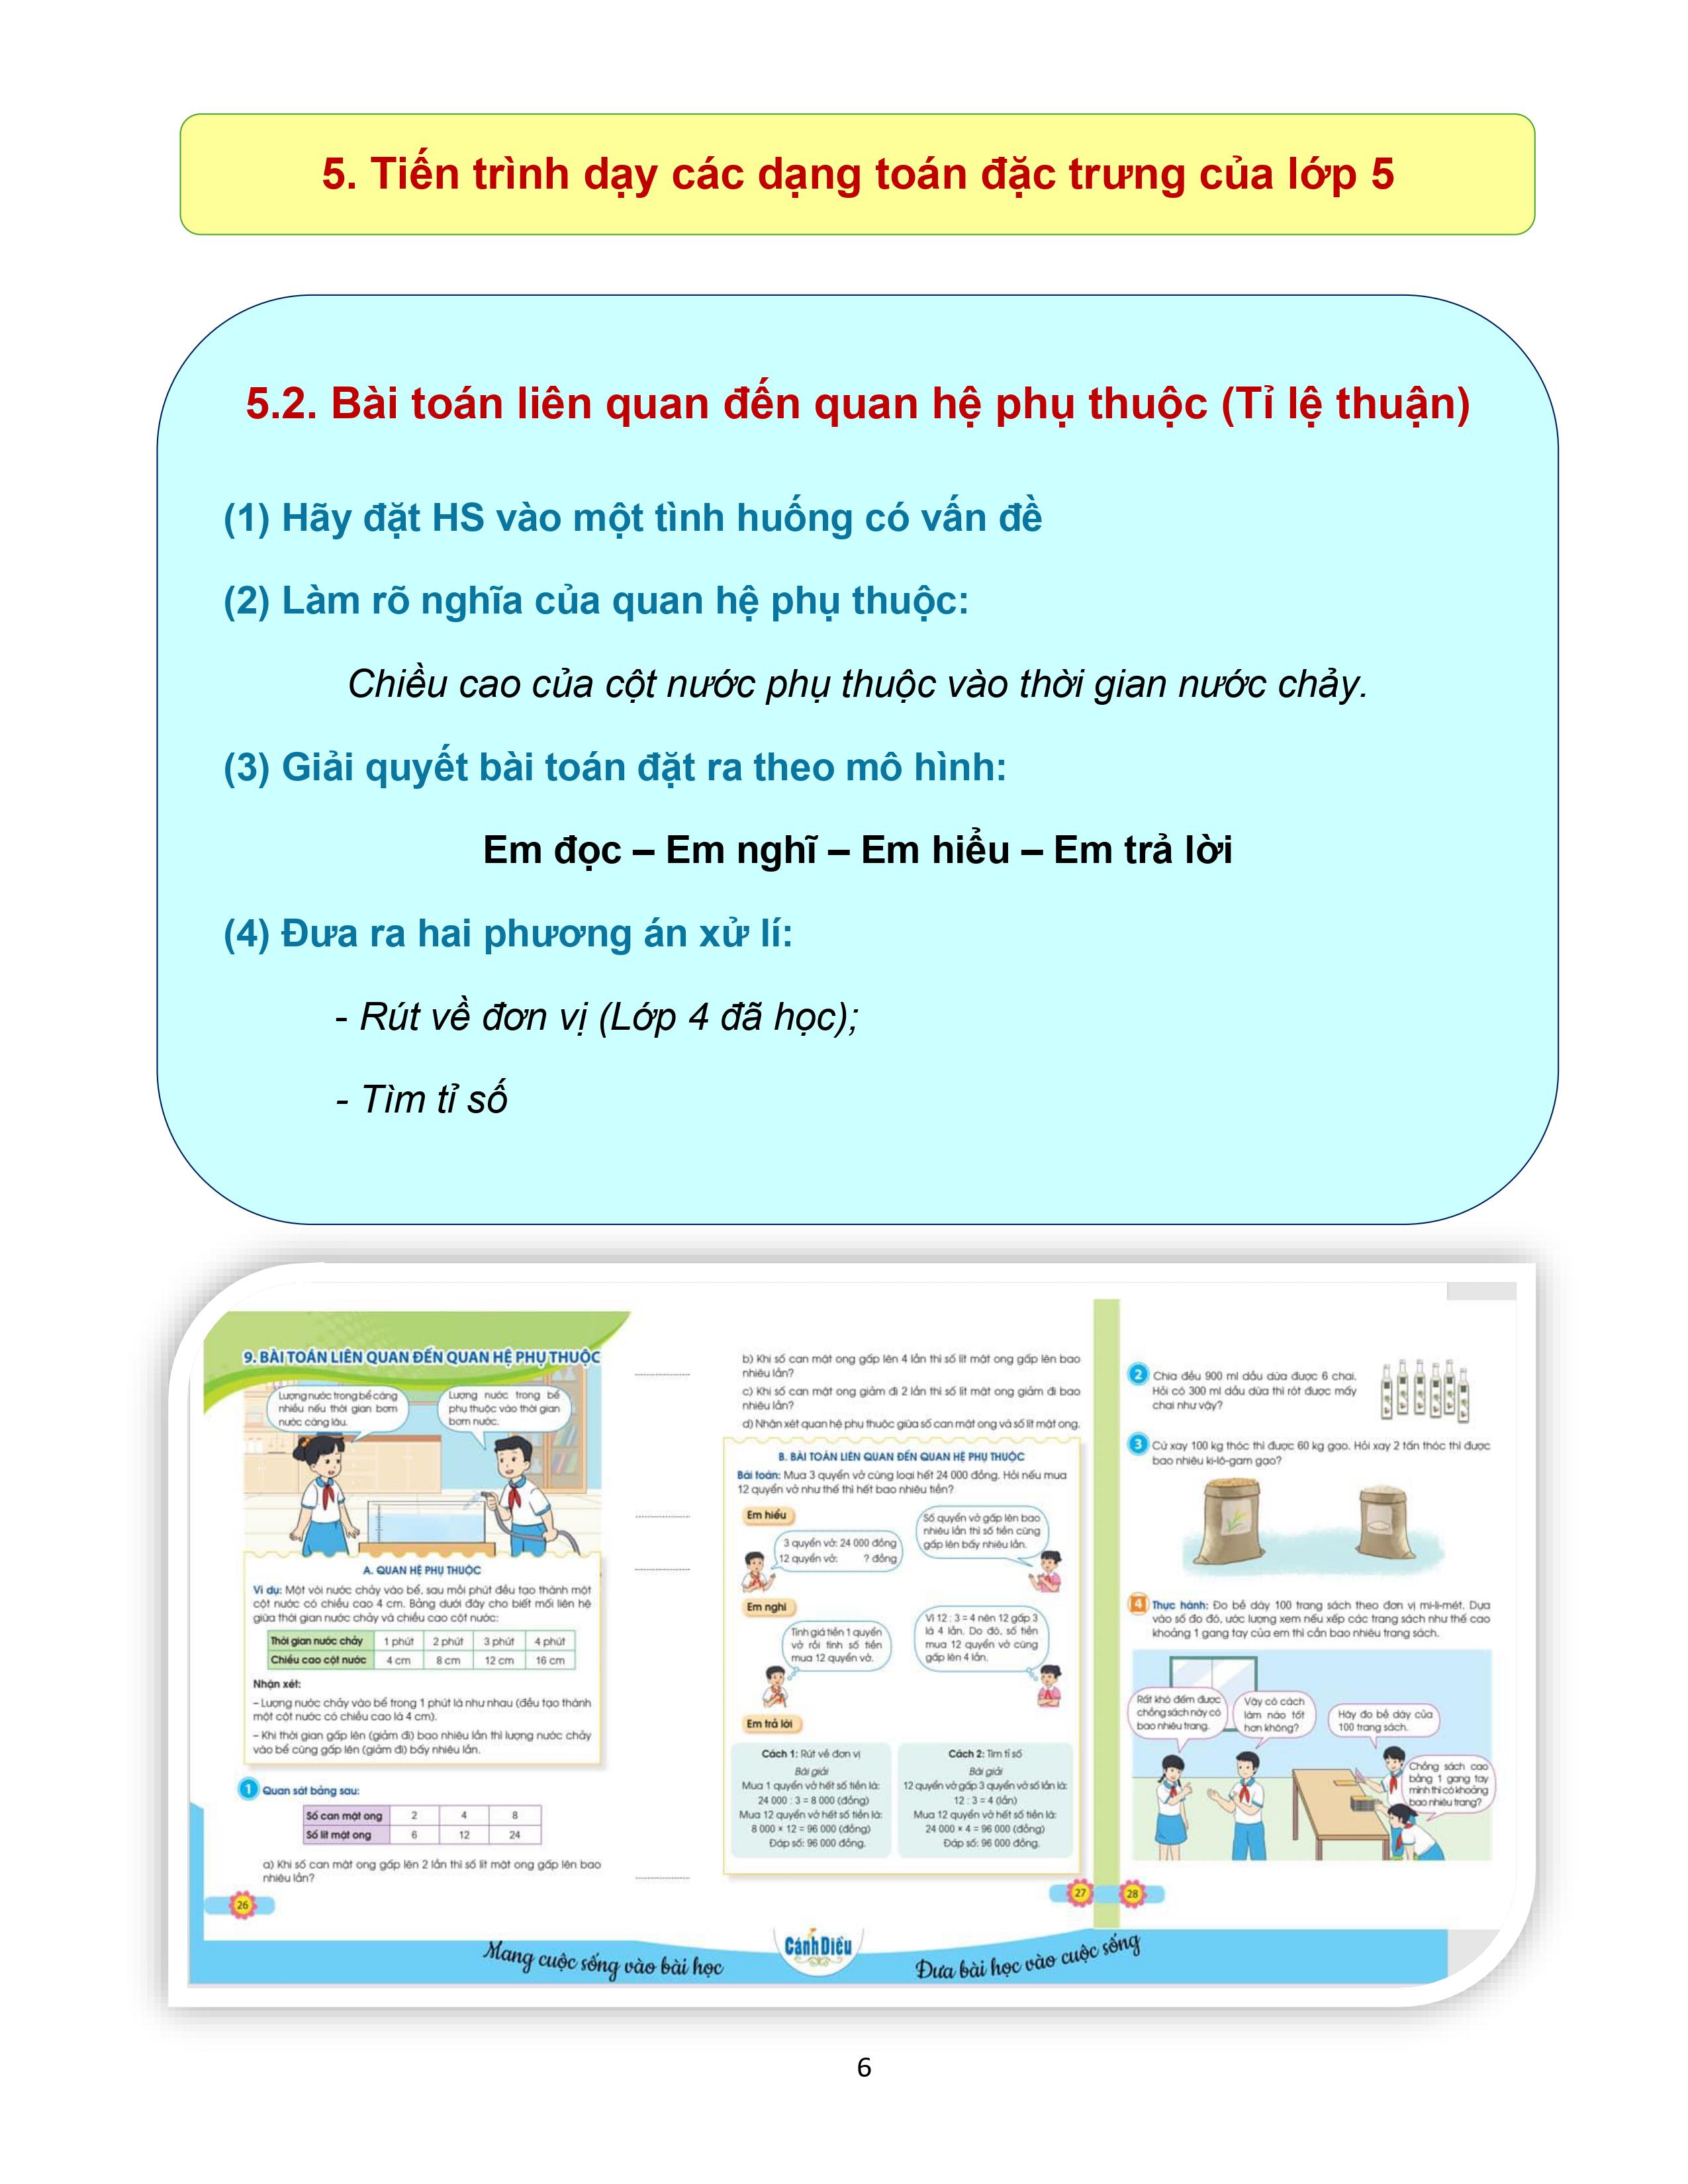 5. Tiến trình dạy các dạng toán đặc trưng của lớp 5
5.2. Bài toán liên quan đến quan hệ phụ thuộc (Tỉ lệ thuận)
(1) Hãy đặt HS vào một tình huống có vấn đề
(2) Làm rõ nghĩa của quan hệ phụ thuộc:
Chiều cao của cột nước phụ thuộc vào thời gian nước chảy.
(3) Giải quyết bài toán đặt ra theo mô hình:
Em đọc – Em nghĩ – Em hiểu – Em trả lời
(4) Đưa ra hai phương án xử lí:
- Rút về đơn vị (Lớp 4 đã học);
- Tìm tỉ số
9. BÀI TOÁN LIÊN QUAN ĐẾN QUAN HỆ PHỤ THUỘC
Lượng nước trong bể càng
nhiều nếu thời gian bơm
nước càng lâu.
Lượng nước trong bể
phụ thuộc vào thời gian
bơm nước.
A. QUAN HỆ PHỤ THUỘC
Ví dụ: Một vòi nước chảy vào bể, sau mỗi phút đều tạo thành một
cột nước có chiều cao 4 cm. Bảng dưới đây cho biết mối liên hệ
giữa thời gian nước chảy và chiều cao cột nước:
Thời gian nước chảy 1 phút 2 phút 3 phút 4 phút
Chiều cao cột nước 4 cm 8 cm 12 cm 16 cm
Nhận xét:
– Lượng nước chảy vào bể trong 1 phút là như nhau (đều tạo thành
một cột nước có chiều cao là 4 cm).
– Khi thời gian gấp lên (giảm đi) bao nhiêu lần thì lượng nước chảy
vào bể cũng gấp lên (giảm đi) bấy nhiêu lần.
1 Quan sát bảng sau:
Số can mật ong 2 4 8
Số lít mật ong 6 12 24
a) Khi số can mật ong gấp lên 2 lần thì số lít mật ong gấp lên bao
nhiêu lần?
26
b) Khi số can mật ong gấp lên 4 lần thì số lít mật ong gấp lên bao
nhiêu lần?
c) Khi số can mật ong giảm đi 2 lần thì số lít mật ong giảm đi bao
nhiêu lần?
d) Nhận xét quan hệ phụ thuộc giữa số can mật ong và số lít mật ong.
B. BÀI TOÁN LIÊN QUAN ĐẾN QUAN HỆ PHỤ THUỘC
Bài toán: Mua 3 quyển vở cùng loại hết 24 000 đồng. Hỏi nếu mua
12 quyển vở như thế thì hết bao nhiêu tiền?
Em hiểu
3 quyển vở: 24 000 đồng
12 quyển vở: ? đồng
Số quyển vở gấp lên bao
nhiêu lần thì số tiền cũng
gấp lên bấy nhiêu lần.
Em nghĩ
Tính giá tiền 1 quyển
vở rồi tính số tiền
mua 12 quyển vở.
Vì 12 : 3 = 4 nên 12 gấp 3
là 4 lần. Do đó, số tiền
mua 12 quyển vở cũng
gấp lên 4 lần.
Em trả lời
Cách 1: Rút về đơn vị
Bài giải
Mua 1 quyển vở hết số tiền là:
24 000 : 3 = 8 000 (đồng)
Mua 12 quyển vở hết số tiền là:
8 000 × 12 = 96 000 (đồng)
Đáp số: 96 000 đồng.
Cách 2: Tìm tỉ số
Bài giải
12 quyển vở gấp 3 quyển vở số lần là:
12 : 3 = 4 (lần)
Mua 12 quyển vở hết số tiền là:
24 000 × 4 = 96 000 (đồng)
Đáp số: 96 000 đồng.
27
2 Chia đều 900 ml dầu dừa được 6 chai.
Hỏi có 300 ml dầu dừa thì rót được mấy
chai như vậy?
3 Cứ xay 100 kg thóc thì được 60 kg gạo. Hỏi xay 2 tấn thóc thì được
bao nhiêu ki-lô-gam gạo?
4 Thực hành: Đo bề dày 100 trang sách theo đơn vị mi-li-mét. Dựa
vào số đo đó, ước lượng xem nếu xếp các trang sách như thế cao
khoảng 1 gang tay của em thì cần bao nhiêu trang sách.
Rất khó đếm được
chồng sách này có
bao nhiêu trang.
Vậy có cách
làm nào tốt
hơn không?
Hãy đo bề dày của
100 trang sách.
Chồng sách cao
bằng 1 gang tay
mình thì có khoảng
bao nhiêu trang?
28
Mang cuộc sống vào bài học
Cánh Diều
Đưa bài học vào cuộc sống
6